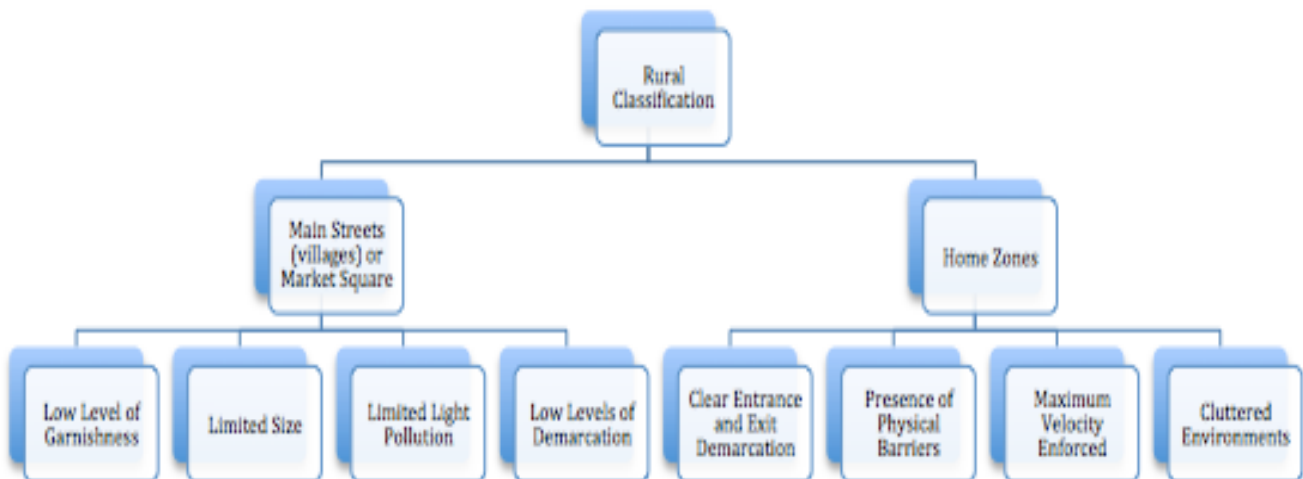 Rural
Classification
Main Streets
(villages) or
Market Square
Home Zones
Low Level of
Garnishness
Limited Size
Limited Light
Pollution
Low Levels of
Demarcation
Clear Entrance
and Exit
Demarcation
Presence of
Physical
Barriers
Maximum
Velocity
Enforced
Cluttered
Environments